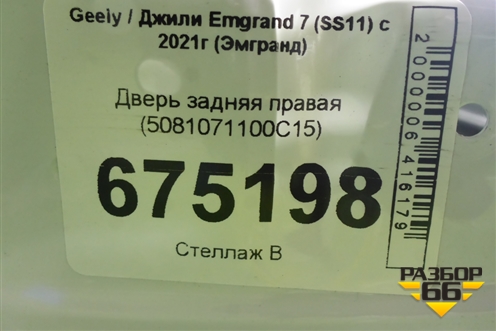 Geely / Джили Emgrand 7 (SS11) с
2021г (Эмгранд)
Дверь задняя правая
(5081071100C15)
675198
Стеллаж В
2000006416179
РАЗБОР
66